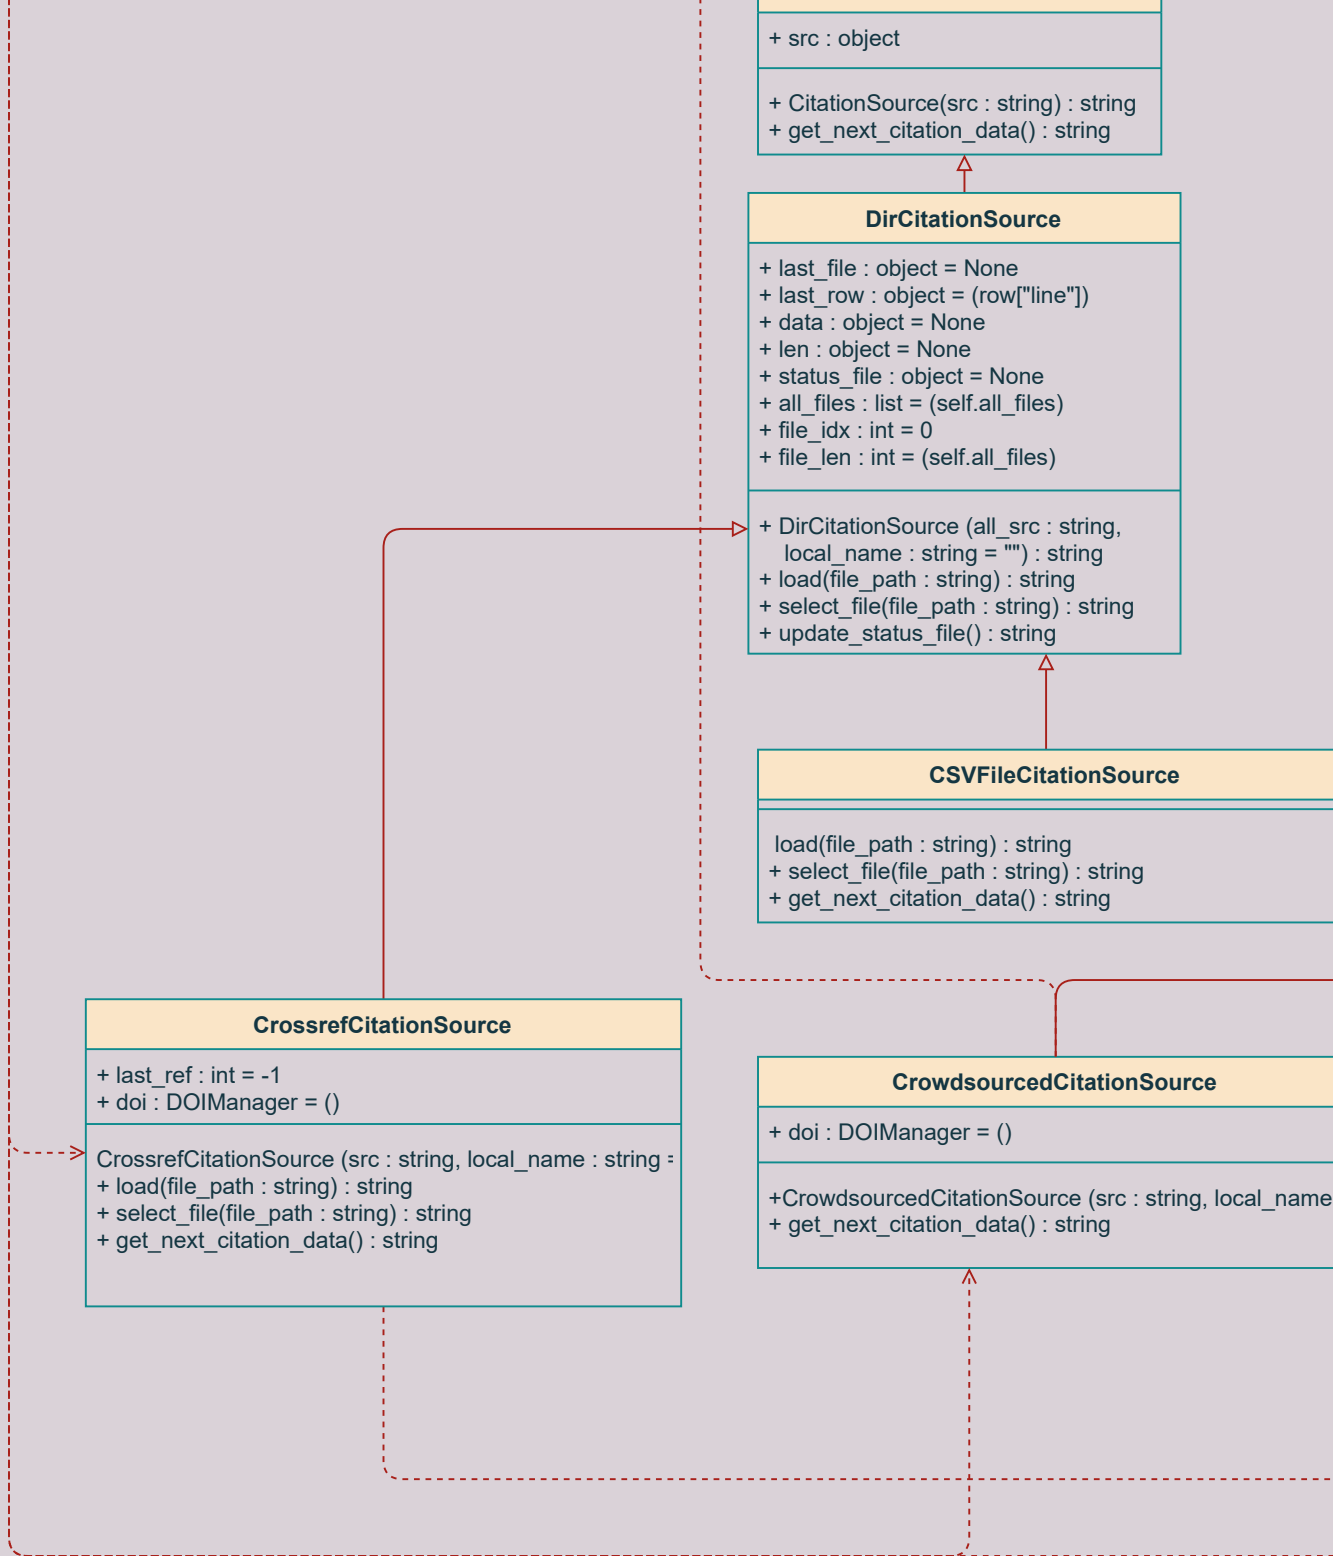 + src : object
+ CitationSource(src : string) : string
+ get_next_citation_data() : string
DirCitationSource
+ last_file : object = None
+ last_row : object = (row["line"])
+ data : object = None
+ len : object = None
+ status_file : object = None
+ all_files : list = (self.all_files)
+ file_idx : int = 0
+ file_len : int = (self.all_files)
+ DirCitationSource (all_src : string,
local_name : string = "") : string
+ load(file_path : string) : string
+ select_file(file_path : string) : string
+ update_status_file() : string
CSVFileCitationSource
load(file_path : string) : string
+ select_file(file_path : string) : string
+ get_next_citation_data() : string
CrossrefCitationSource
+ last_ref : int = -1
+ doi : DOIManager = ()
CrossrefCitationSource (src : string, local_name : string =
+ load(file_path : string) : string
+ select_file(file_path : string) : string
+ get_next_citation_data() : string
CrowdsourcedCitationSource
+ doi : DOIManager = ()
+CrowdsourcedCitationSource (src : string, local_name
+ get_next_citation_data() : string